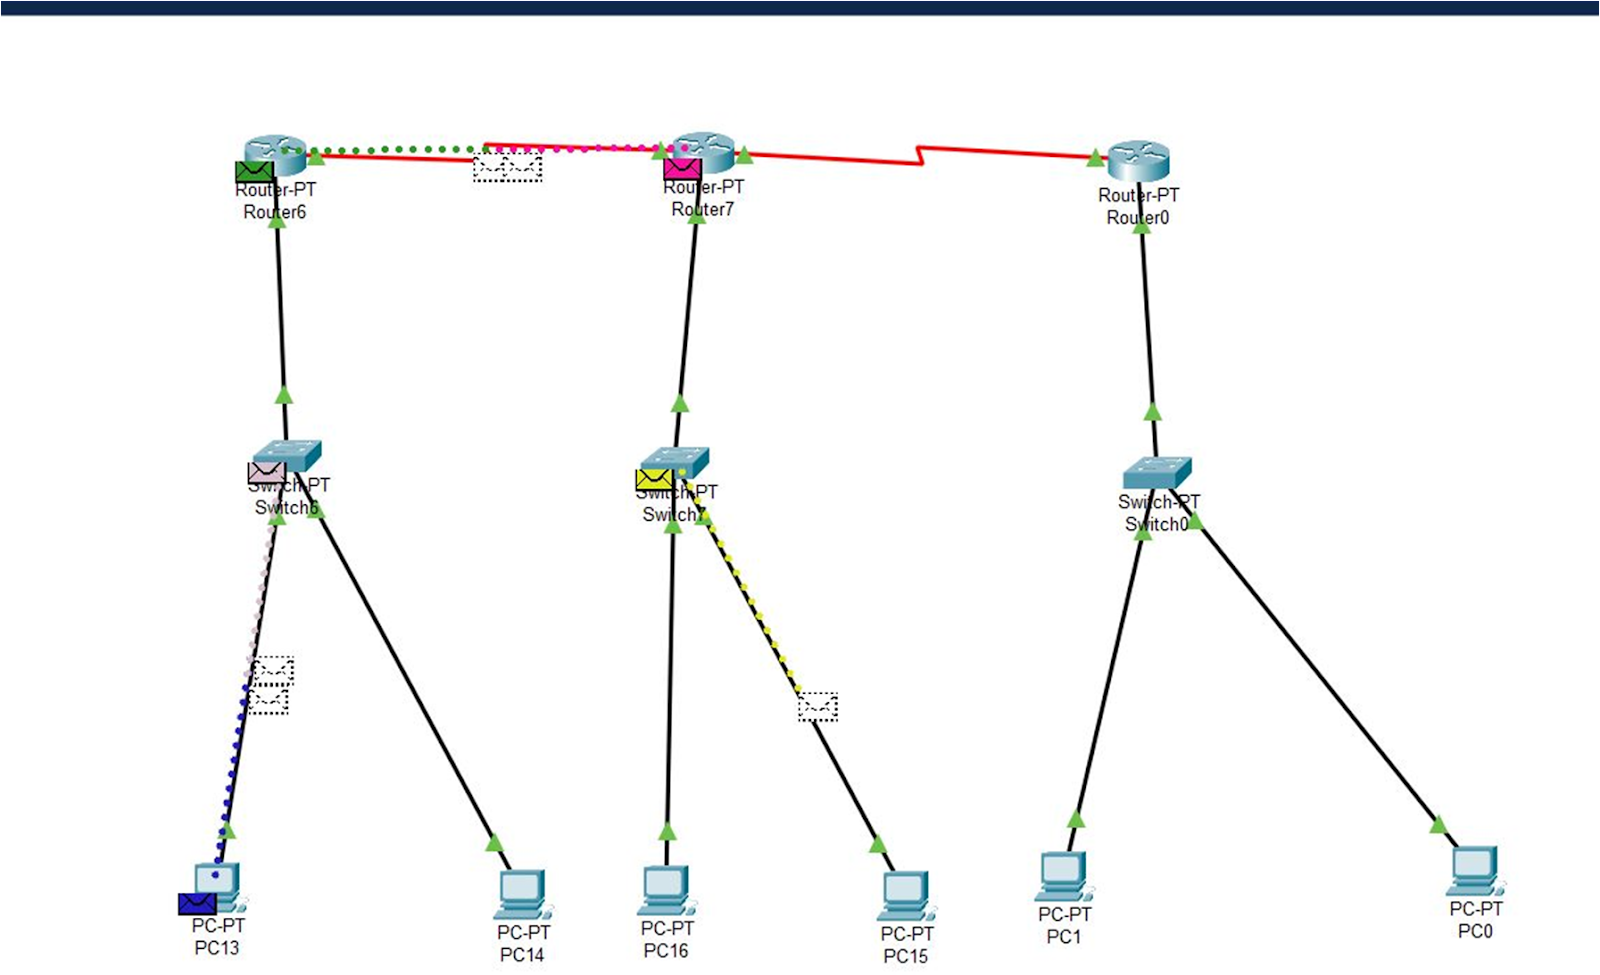 Router-PT
Router6
Router-PT
Router7
Router-PT
Router0
Switch-PT
Switch6
Switch-PT
Switch7
Switch-PT
Switch0
PC-PT
PC13
PC-PT
PC14
PC-PT
PC16
PC-PT
PC15
PC-PT
PC1
PC-PT
PC0